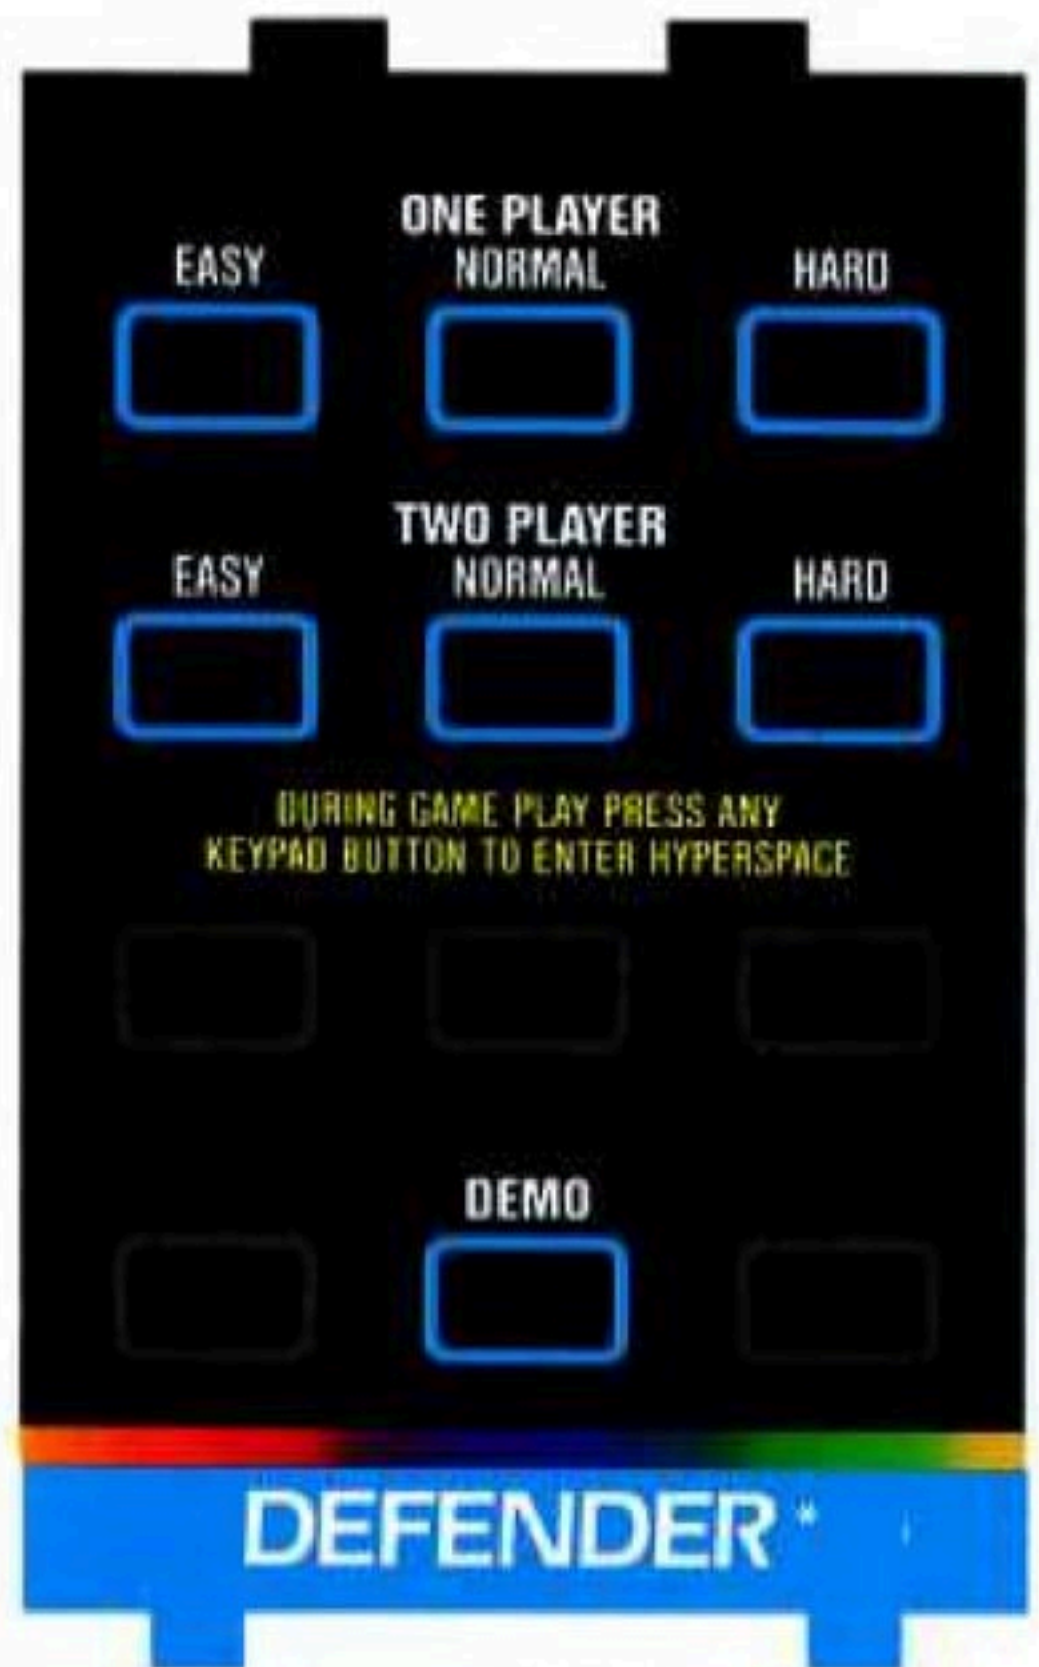 ONE PLAYER
EASY NORMAL HARD
TWO PLAYER
EASY NORMAL HARD
DURING GAME PLAY PRESS ANY
KEYPAD BUTTON TO ENTER HYPERSPACE
DEMO
DEFENDER*